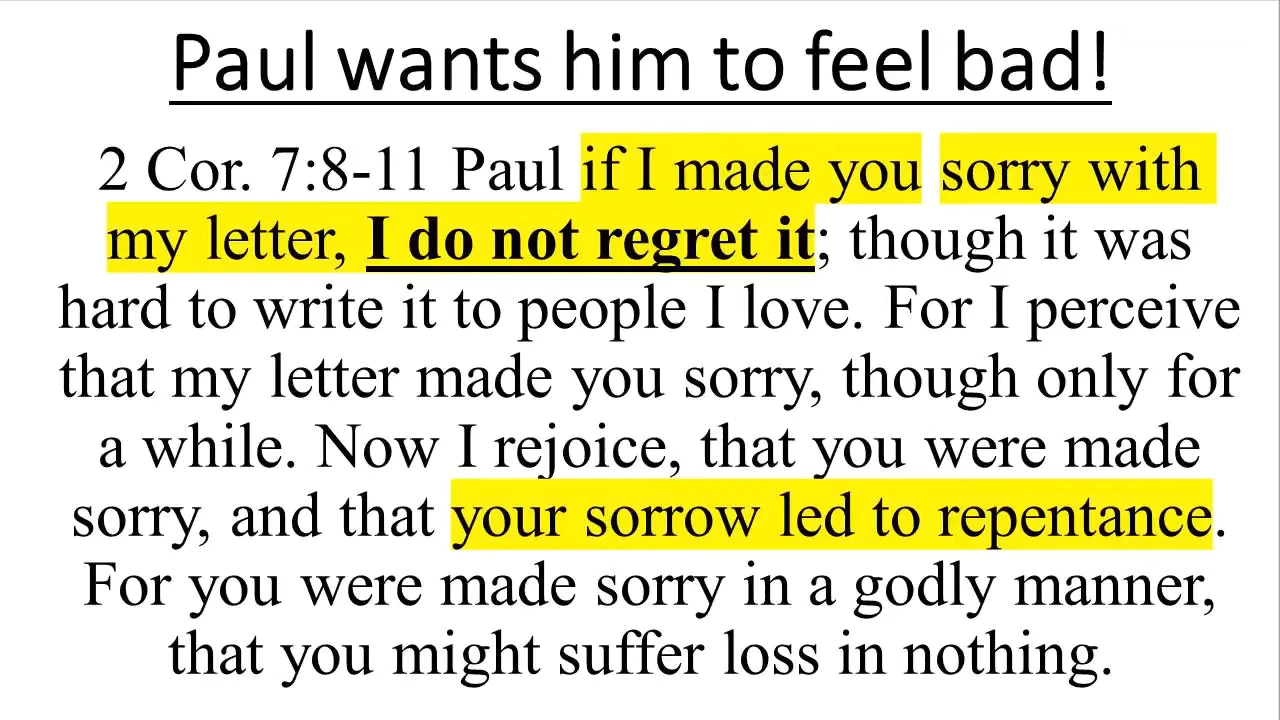 Paul wants him to feel bad!
2 Cor. 7:8-11 Paul if I made you sorry with
my letter, I do not regret it; though it was
hard to write it to people I love. For I perceive
that my letter made you sorry, though only for
a while. Now I rejoice, that you were made
sorry, and that your sorrow led to repentance.
For you were made sorry in a godly manner,
that you might suffer loss in nothing.